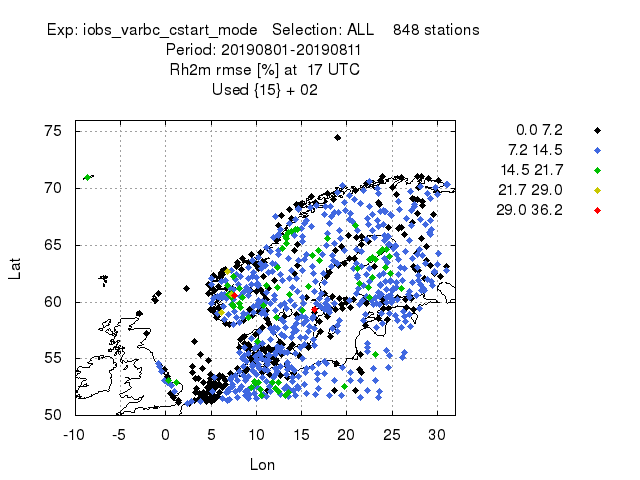 Exp: iobs_varbc_cstart_mode   Selection: ALL    848 stations
Period: 20190801-20190811
Rh2m rmse [%] at  17 UTC
Used {15} + 02
0.0 7.2
7.2 14.5
14.5 21.7
21.7 29.0
29.0 36.2
75
70
65
60
55
50
Lat
-10 -5 0 5 10 15 20 25 30
Lon